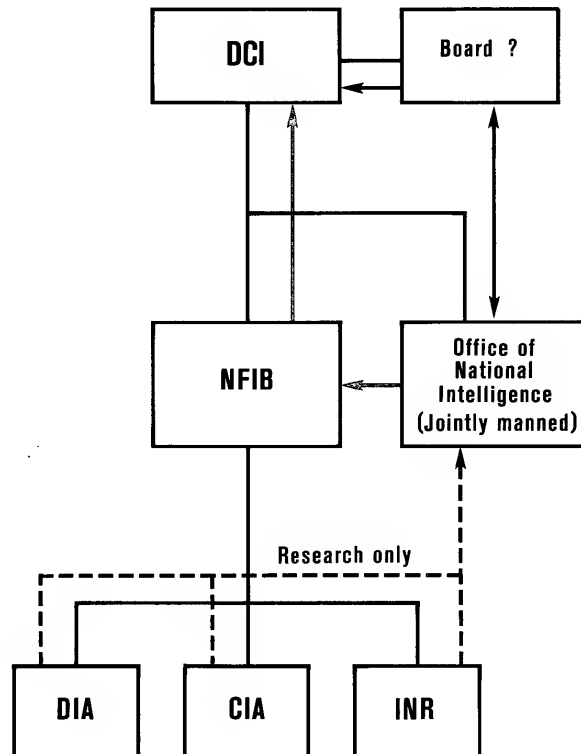 DCI
Board ?
NFIB
Office of
National
Intelligence
(Jointly manned)
Research only
DIA
CIA
INR